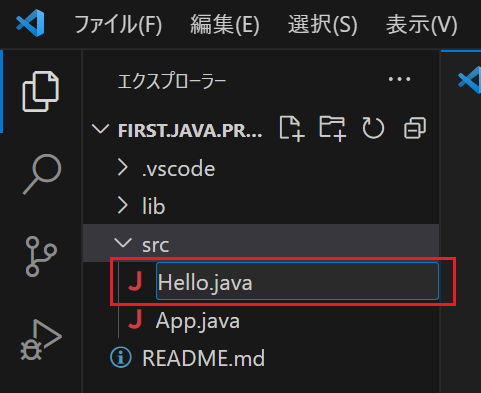 ファイル(F) 編集(E) 選択(S) 表示(V)
エクスプローラー ...
FIRST.JAVA.PR...
.vscode
lib
src
J Hello.java
J App.java
README.md